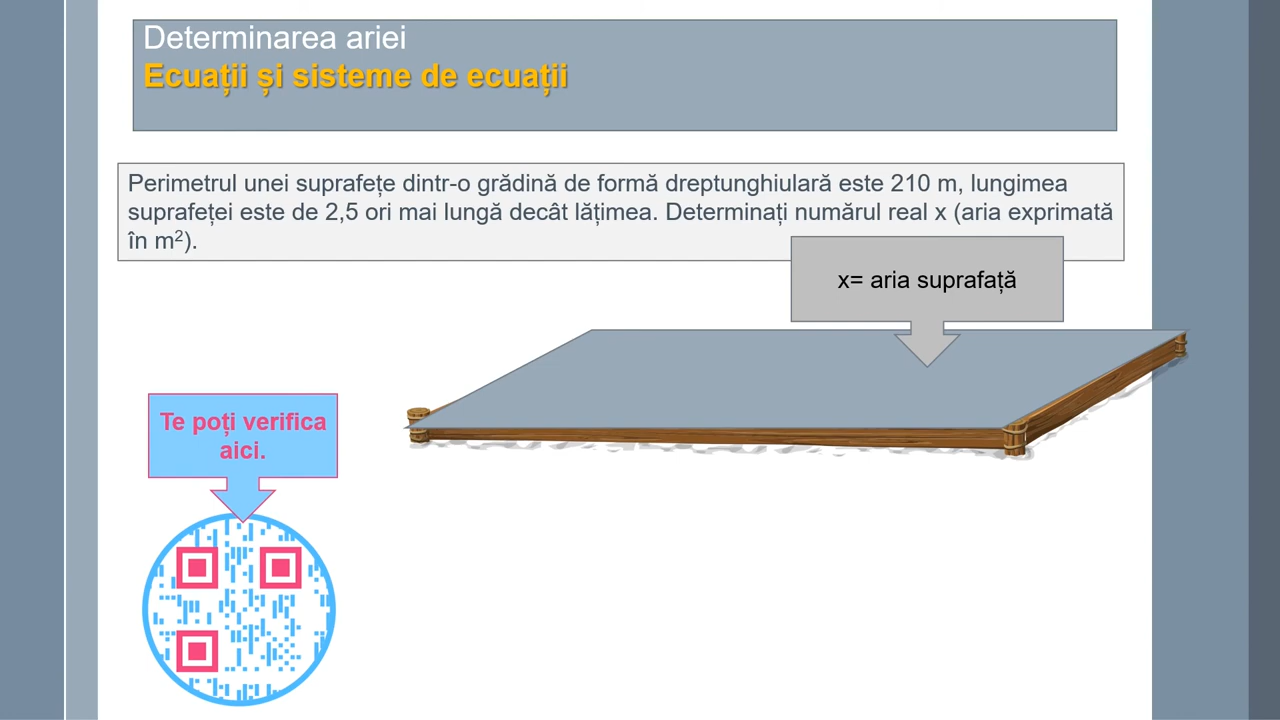 Determinarea ariei
Ecuații și sisteme de ecuații
Perimetrul unei suprafețe dintr-o grădină de formă dreptunghiulară este 210 m, lungimea
suprafeței este de 2,5 ori mai lungă decât lățimea. Determinați numărul real x (aria exprimată
în m²).
x= aria suprafață
Te poți verifica
aici.